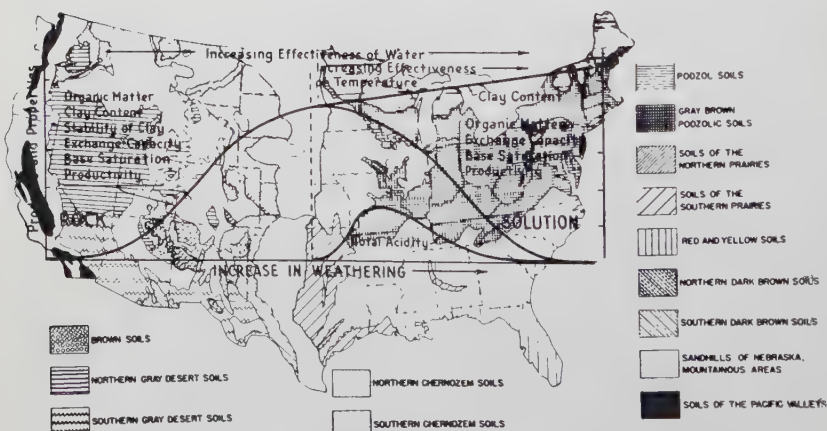 Increasing Effectiveness of Water
Increasing Effectiveness
of Temperature
Organic Matter
Clay Content
Stability of Clay
Exchange Capacity
Base Saturation
Productivity
Clay Content
Organic Matter
Exchange Capacity
Base Saturation
Productivity
ROCK
SOLUTION
Total Acidity
INCREASE IN WEATHERING
PODZOL SOILS
GRAY BROWN
PODZOLIC SOILS
SOILS OF THE
NORTHERN PRAIRIES
SOILS OF THE
SOUTHERN PRAIRIES
RED AND YELLOW SOILS
NORTHERN DARK BROWN SOILS
SOUTHERN DARK BROWN SOILS
SANDHILLS OF NEBRASKA,
MOUNTAINOUS AREAS
SOILS OF THE PACIFIC VALLEYS
BROWN SOILS
NORTHERN GRAY DESERT SOILS
SOUTHERN GRAY DESERT SOILS
NORTHERN CHERNOZEM SOILS
SOUTHERN CHERNOZEM SOILS